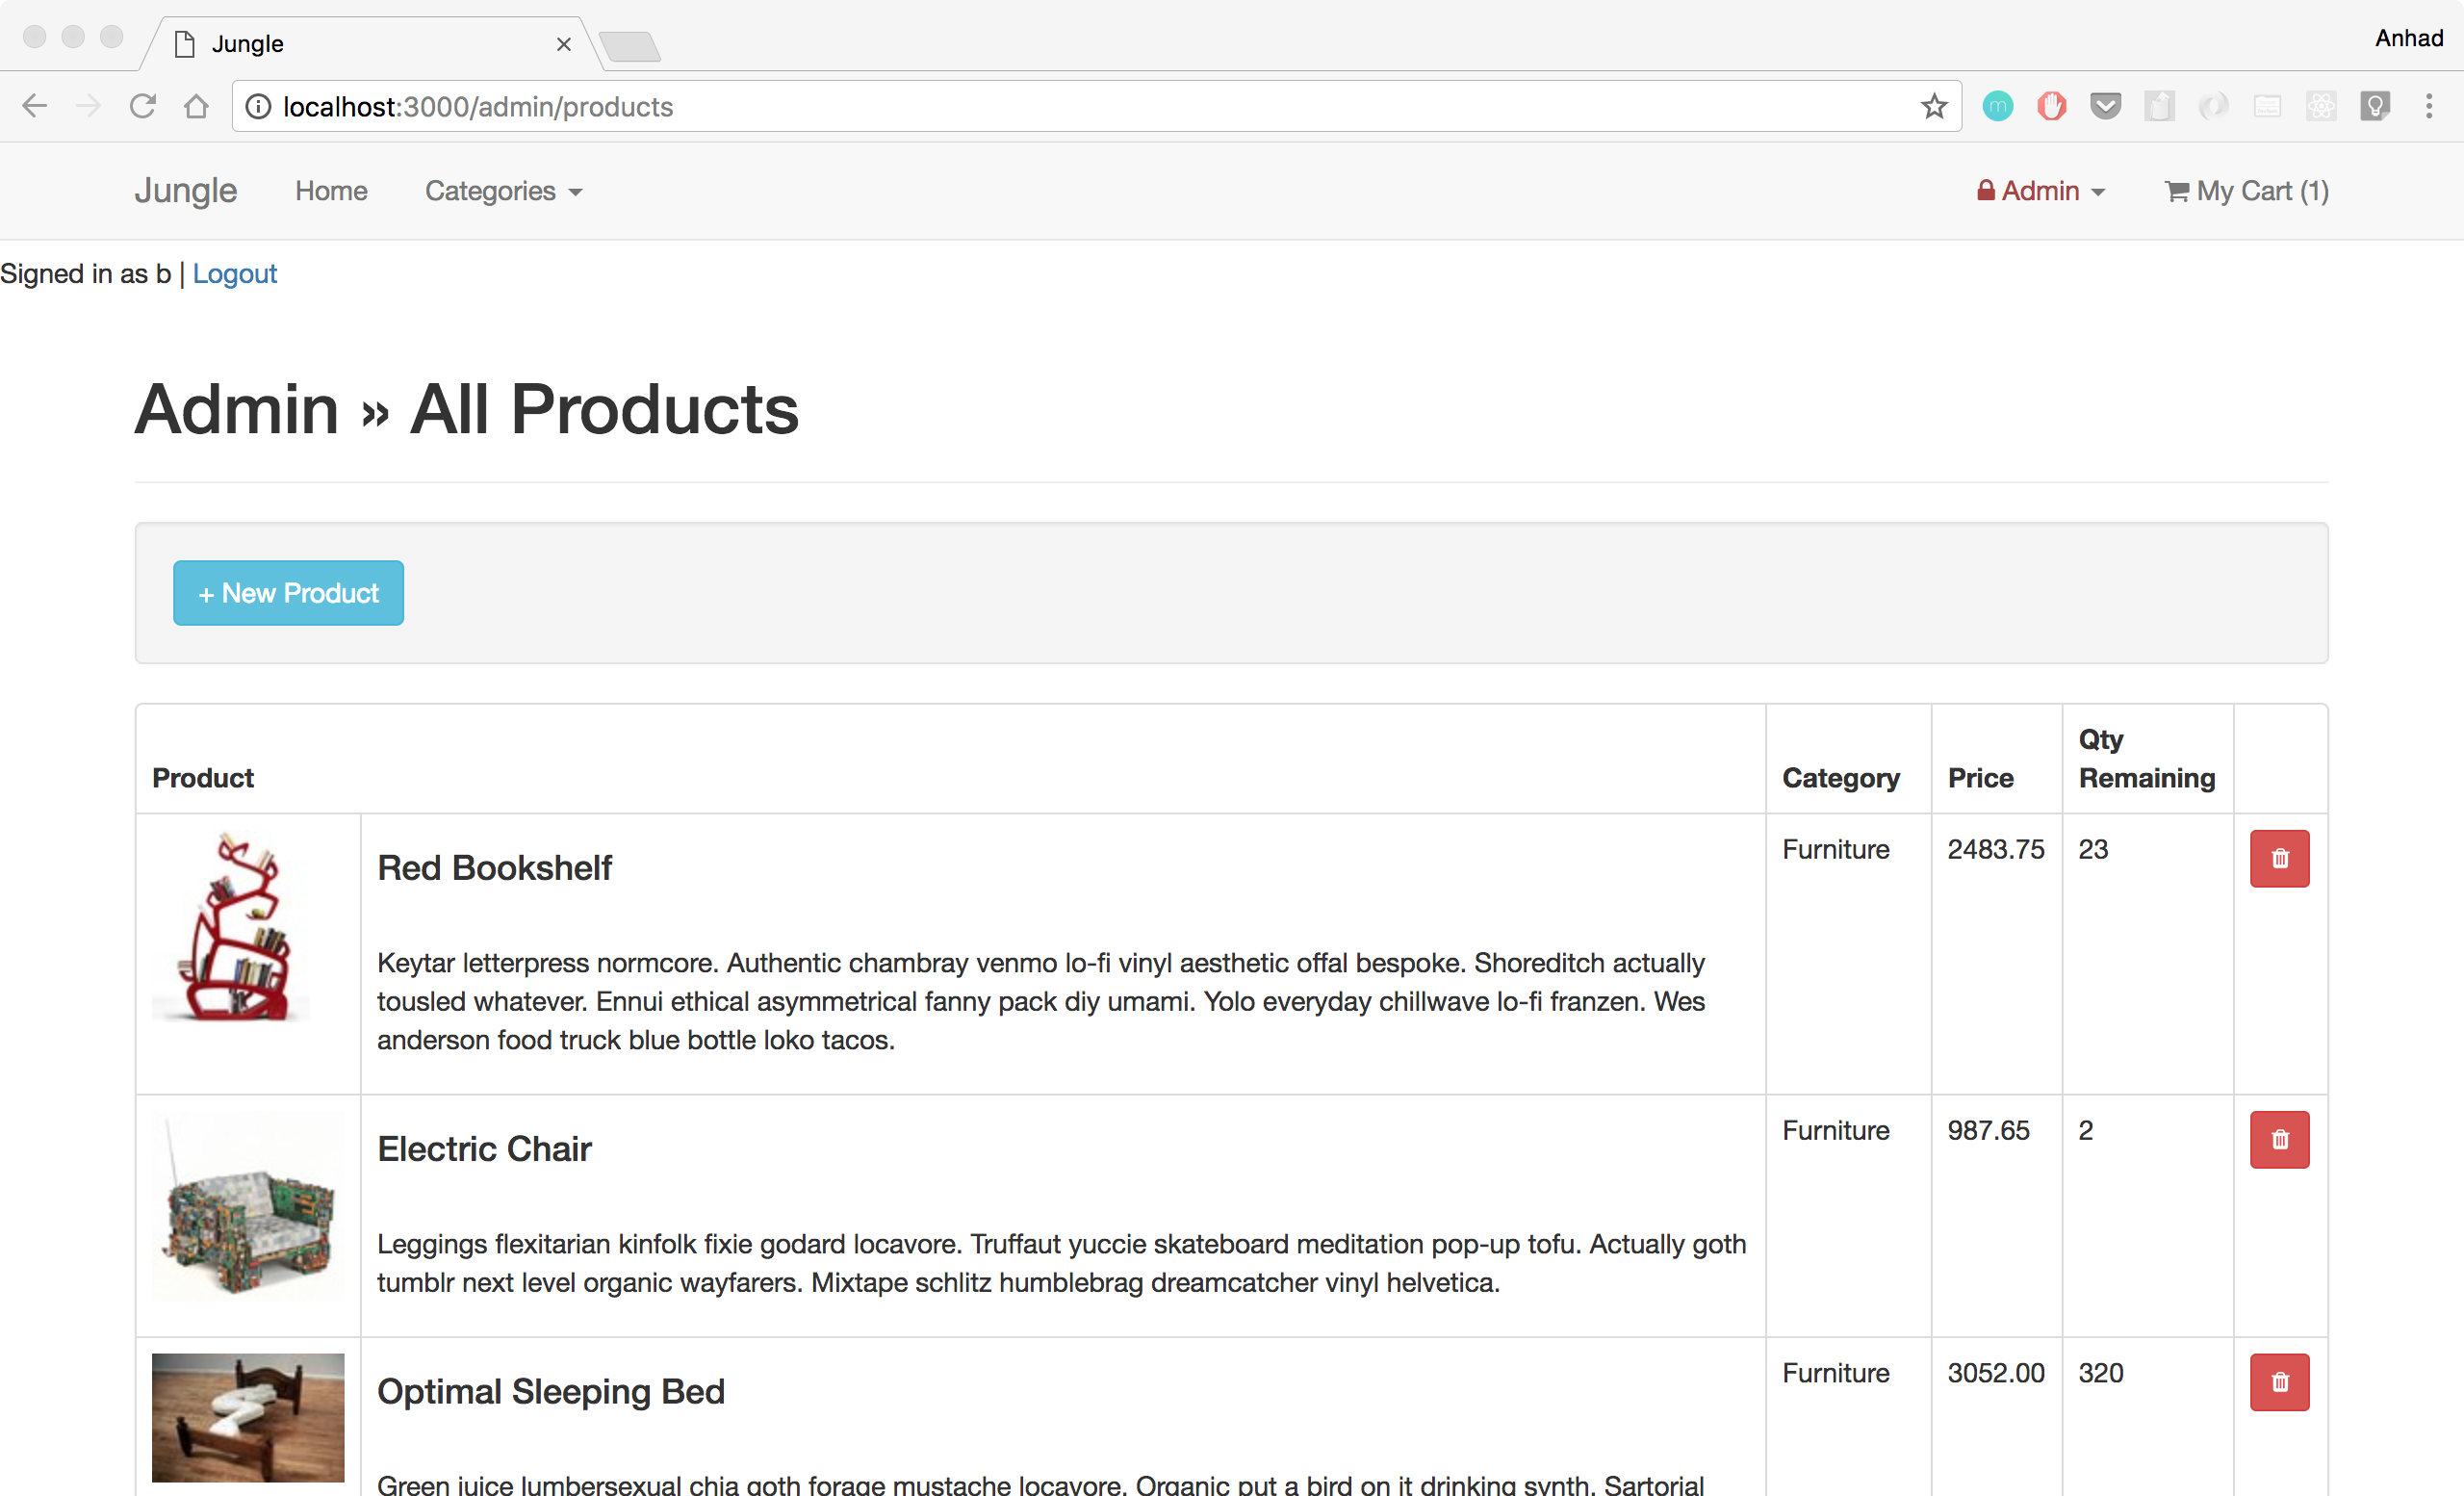 Jungle
Anhad
localhost:3000/admin/products
Jungle Home Categories Admin My Cart (1)
Signed in as b | Logout
Admin » All Products
+ New Product
Product Category Price Qty Remaining
Red Bookshelf Furniture 2483.75 23
Keytar letterpress normcore. Authentic chambray venmo lo-fi vinyl aesthetic offal bespoke. Shoreditch actually
tousled whatever. Ennui ethical asymmetrical fanny pack diy umami. Yolo everyday chillwave lo-fi franzen. Wes
anderson food truck blue bottle loko tacos.
Electric Chair Furniture 987.65 2
Leggings flexitarian kinfolk fixie godard locavore. Truffaut yuccie skateboard meditation pop-up tofu. Actually goth
tumblr next level organic wayfarers. Mixtape schlitz humblebrag dreamcatcher vinyl helvetica.
Optimal Sleeping Bed Furniture 3052.00 320
Green juice lumbersexual chia goth forage mustache locavore. Organic put a bird on it drinking synth. Sartorial